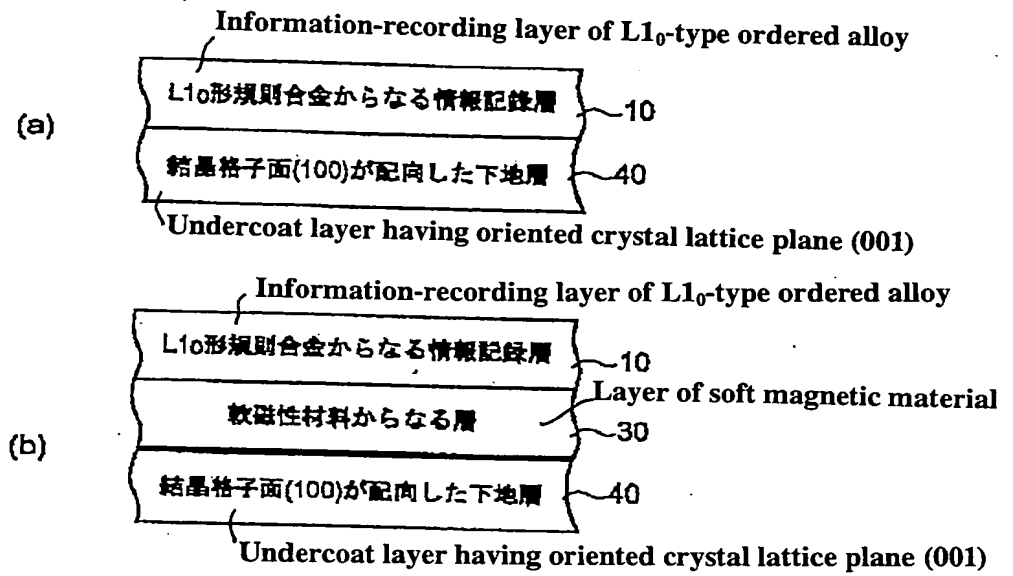 Information-recording layer of L1₀-type ordered alloy
L1o形規則合金からなる情報記録層
10
(a)
結晶格子面(100)が配向した下地層
40
Undercoat layer having oriented crystal lattice plane (001)
Information-recording layer of L1₀-type ordered alloy
L1o形規則合金からなる情報記録層
10
Layer of soft magnetic material
軟磁性材料からなる層
30
(b)
結晶格子面(100)が配向した下地層
40
Undercoat layer having oriented crystal lattice plane (001)